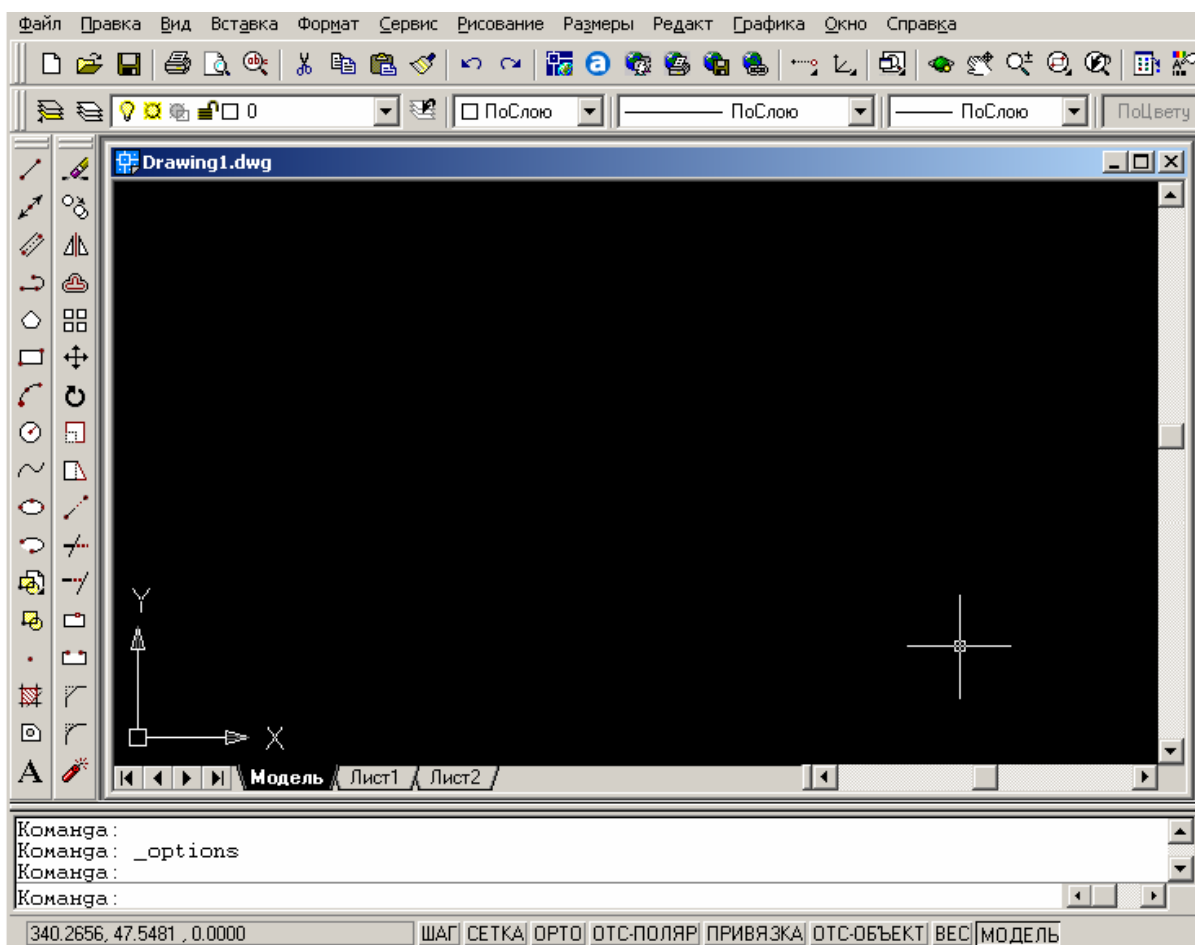 Файл Правка Вид Вставка Формат Сервис Рисование Размеры Редакт Графика Окно Справка
0 ПоСлою ПоСлою ПоСлою ПоЦвету
Drawing1.dwg
Y
X
Модель Лист1 Лист2
Команда:
Команда: _options
Команда:
Команда:
340.2656, 47.5481 , 0.0000 ШАГ СЕТКА ОРТО ОТС-ПОЛЯР ПРИВЯЗКА ОТС-ОБЪЕКТ ВЕС МОДЕЛЬ